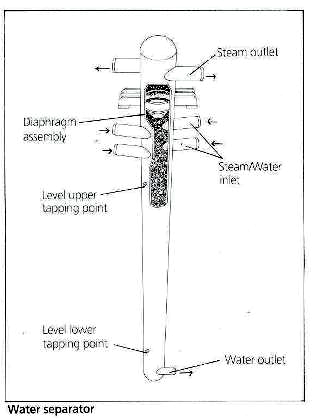 Steam outlet
Diaphragm
assembly
Steam/Water
inlet
Level upper
tapping point
Level lower
tapping point
Water outlet
Water separator